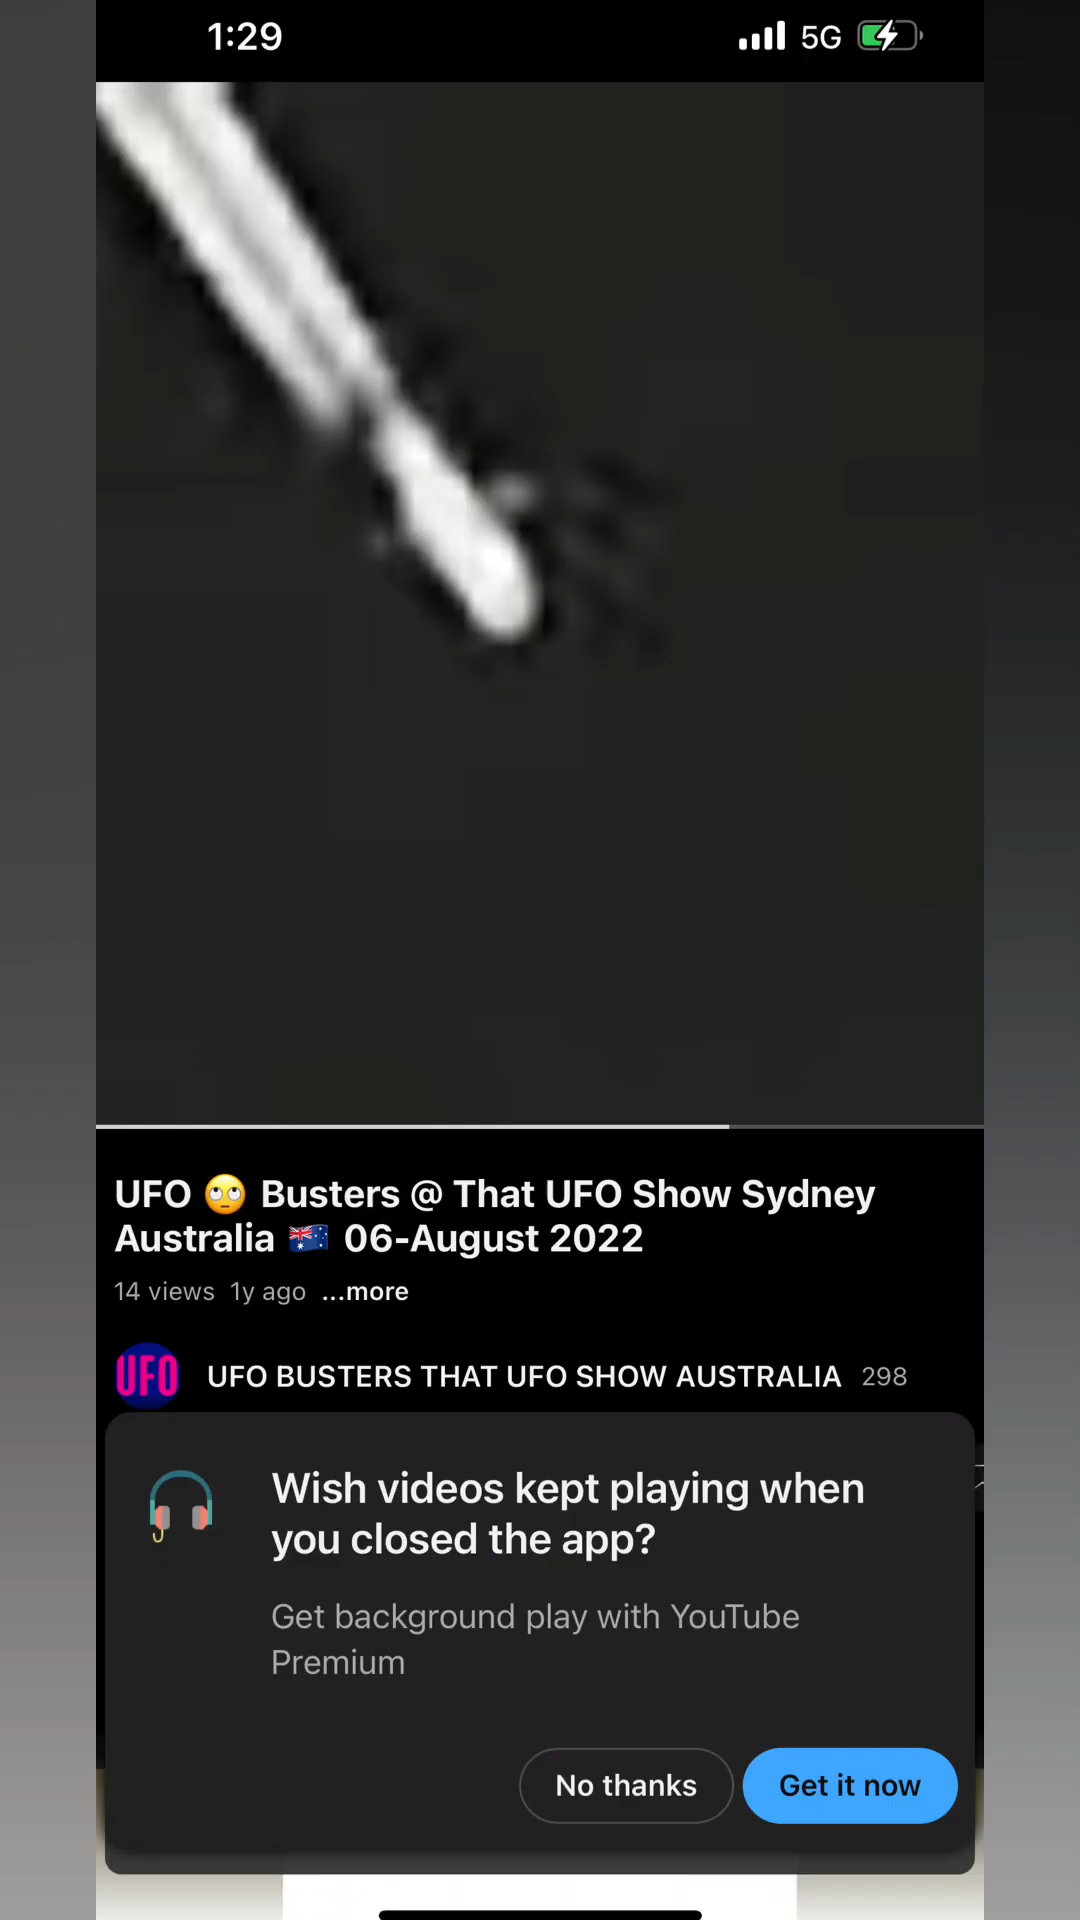 1:29 5G
UFO 🙄 Busters @ That UFO Show Sydney
Australia 🇦🇺 06-August 2022
14 views 1y ago ...more
UFO UFO BUSTERS THAT UFO SHOW AUSTRALIA 298
Wish videos kept playing when
you closed the app?
Get background play with YouTube
Premium
No thanks Get it now